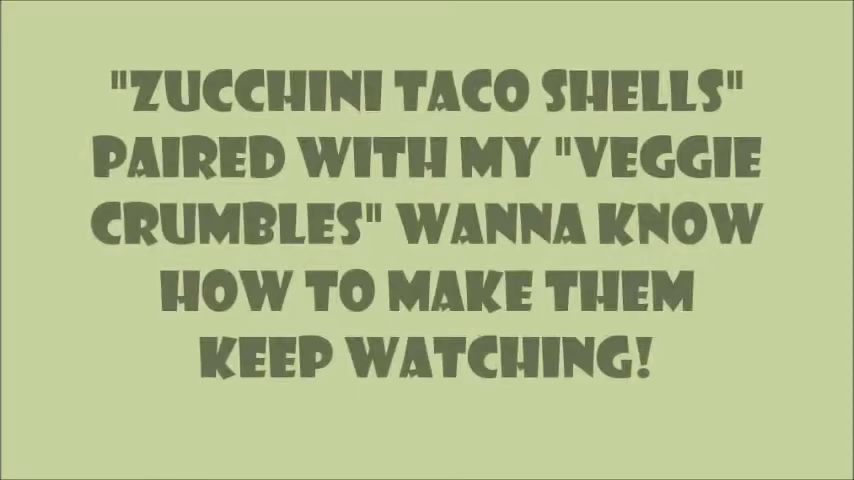 "ZUCCHINI TACO SHELLS"
PAIRED WITH MY "VEGGIE
CRUMBLES" WANNA KNOW
HOW TO MAKE THEM
KEEP WATCHING!